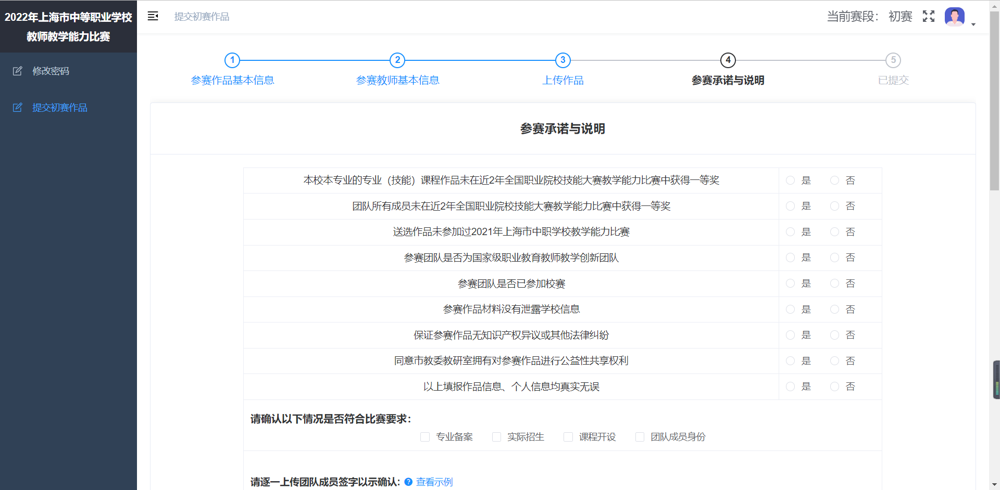 2022年上海市中等职业学校
教师教学能力比赛
修改密码
提交初赛作品
提交初赛作品
当前赛段： 初赛
1 2 3 4 5
参赛作品基本信息 参赛教师基本信息 上传作品 参赛承诺与说明 已提交
参赛承诺与说明
本校本专业的专业（技能）课程作品未在近2年全国职业院校技能大赛教学能力比赛中获得一等奖 是 否
团队所有成员未在近2年全国职业院校技能大赛教学能力比赛中获得一等奖 是 否
送选作品未参加过2021年上海市中职学校教学能力比赛 是 否
参赛团队是否为国家级职业教育教师教学创新团队 是 否
参赛团队是否已参加校赛 是 否
参赛作品材料没有泄露学校信息 是 否
保证参赛作品无知识产权异议或其他法律纠纷 是 否
同意市教委教研室拥有对参赛作品进行公益性共享权利 是 否
以上填报作品信息、个人信息均真实无误 是 否
请确认以下情况是否符合比赛要求：
专业备案 实际招生 课程开设 团队成员身份
请逐一上传团队成员签字以示确认: ? 查看示例